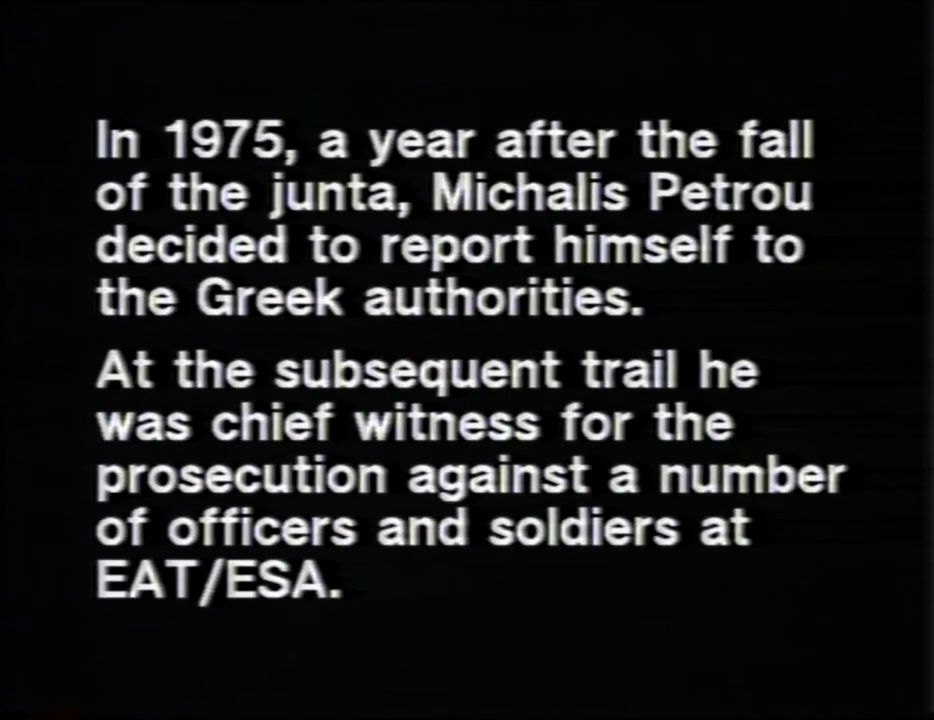 In 1975, a year after the fall
of the junta, Michalis Petrou
decided to report himself to
the Greek authorities.
At the subsequent trail he
was chief witness for the
prosecution against a number
of officers and soldiers at
EAT/ESA.